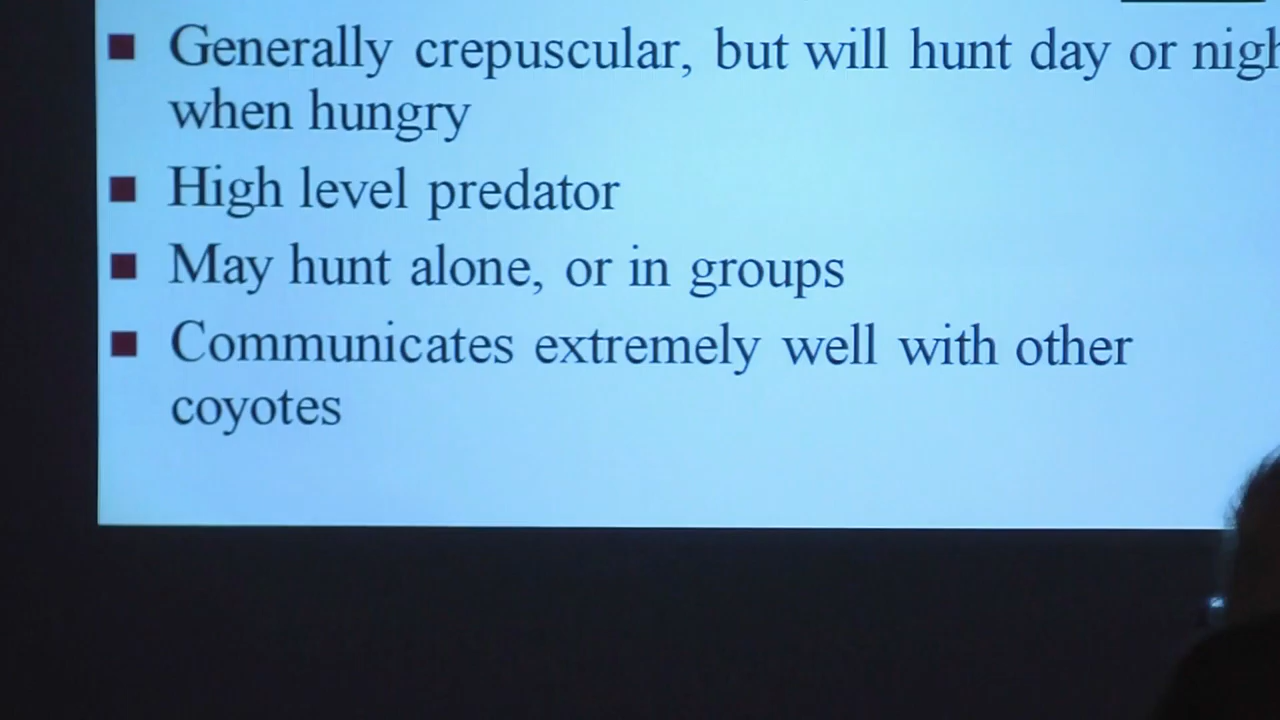 Generally crepuscular, but will hunt day or nigh
when hungry
High level predator
May hunt alone, or in groups
Communicates extremely well with other
coyotes